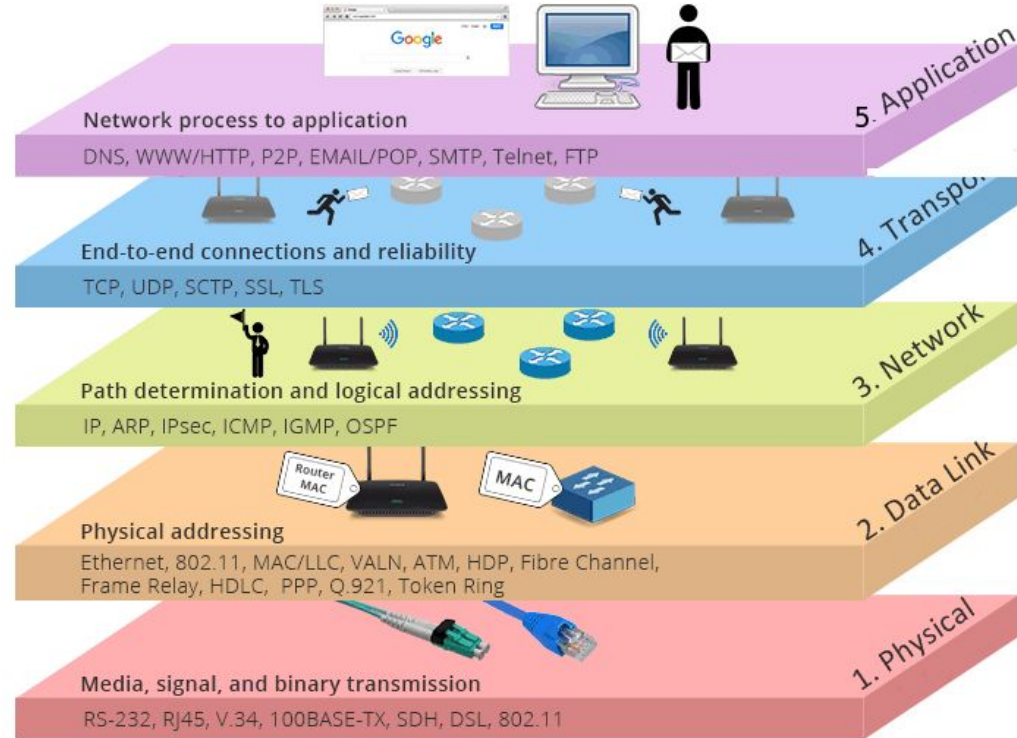 Google
5. Application
Network process to application
DNS, WWW/HTTP, P2P, EMAIL/POP, SMTP, Telnet, FTP
4. Transpo
End-to-end connections and reliability
TCP, UDP, SCTP, SSL, TLS
3. Network
Path determination and logical addressing
IP, ARP, IPsec, ICMP, IGMP, OSPF
Router
MAC
MAC
2. Data Link
Physical addressing
Ethernet, 802.11, MAC/LLC, VALN, ATM, HDP, Fibre Channel,
Frame Relay, HDLC, PPP, Q.921, Token Ring
1. Physical
Media, signal, and binary transmission
RS-232, RJ45, V.34, 100BASE-TX, SDH, DSL, 802.11